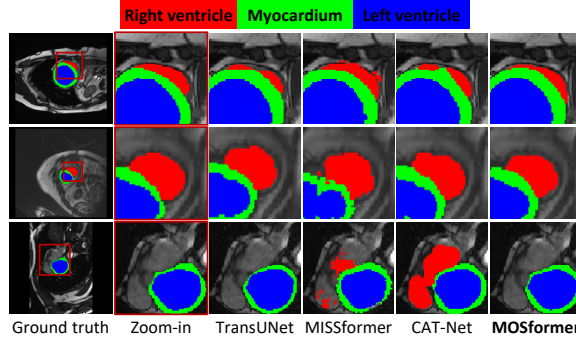 Right ventricle Myocardium Left ventricle
Ground truth Zoom-in TransUNet MISSformer CAT-Net MOSformer